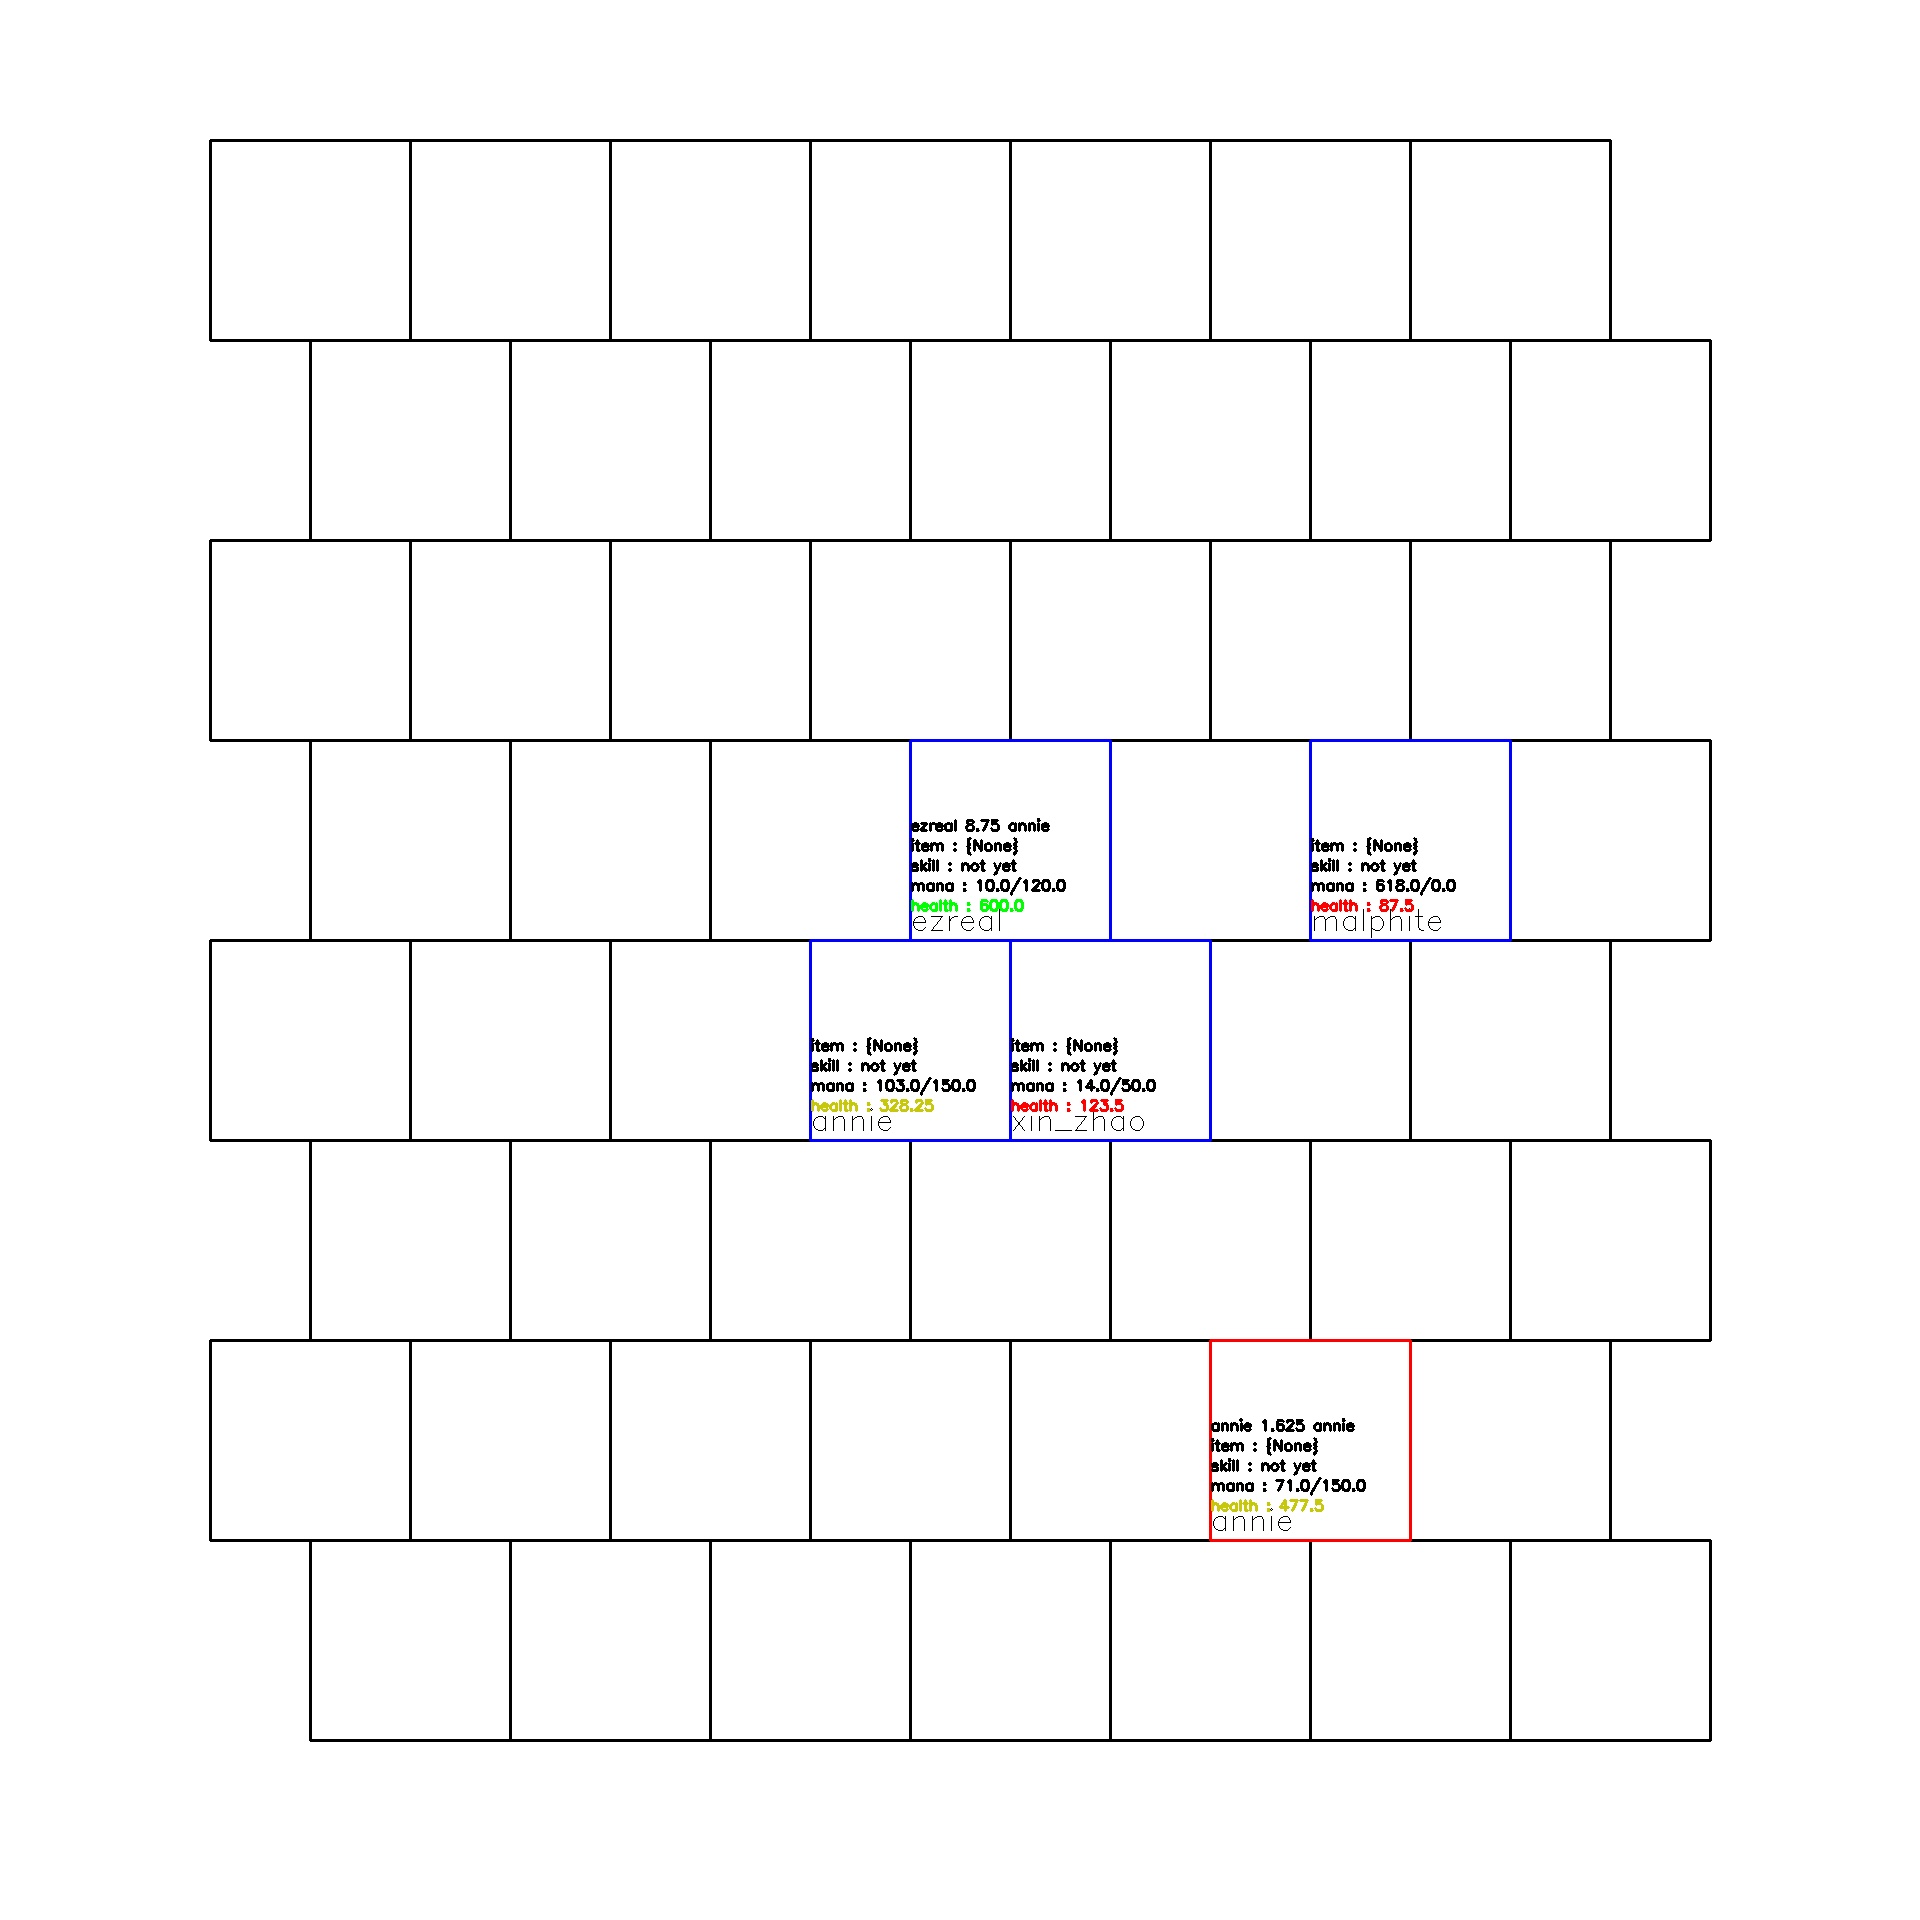 ezreal 8.75 annie
item : {None}
skill : not yet
mana : 10.0/120.0
health : 600.0
ezreal
item : {None}
skill : not yet
mana : 618.0/0.0
health : 87.5
malphite
item : {None}
skill : not yet
mana : 103.0/150.0
health : 328.25
annie
item : {None}
skill : not yet
mana : 14.0/50.0
health : 123.5
xin_zhao
annie 1.625 annie
item : {None}
skill : not yet
mana : 71.0/150.0
health : 477.5
annie